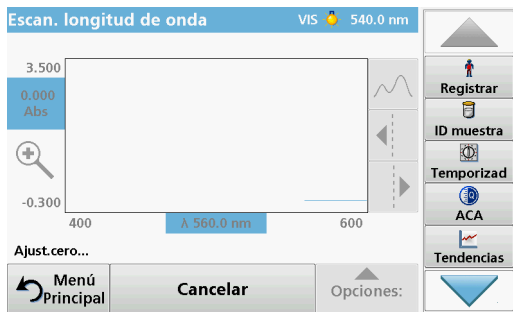 Escan. longitud de onda VIS 540.0 nm
3.500
0.000
Abs
-0.300
400 λ 560.0 nm 600
Ajust.cero...
Menú
Principal
Cancelar
Opciones:
Registrar
ID muestra
Temporizad
ACA
Tendencias